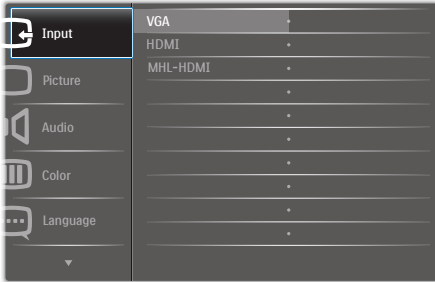 Input
Picture
Audio
Color
Language
VGA
HDMI
MHL-HDMI